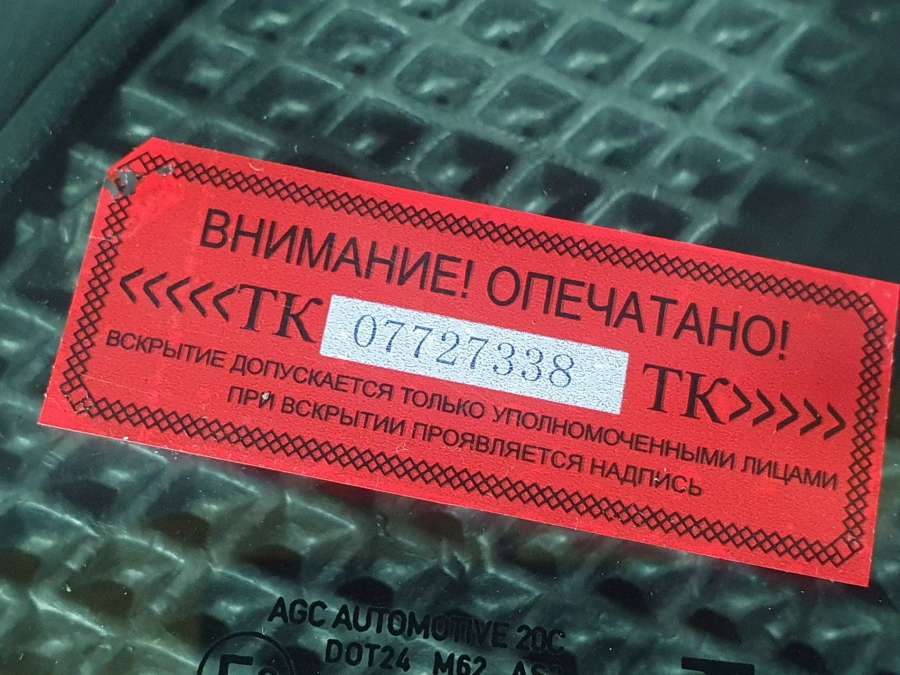 ВНИМАНИЕ! ОПЕЧАТАНО!
<<<<<ТК 07727338 ТК>>>>>
ВСКРЫТИЕ ДОПУСКАЕТСЯ ТОЛЬКО УПОЛНОМОЧЕННЫМИ ЛИЦАМИ
ПРИ ВСКРЫТИИ ПРОЯВЛЯЕТСЯ НАДПИСЬ
AGC AUTOMOTIVE 20C
DOT24 M62